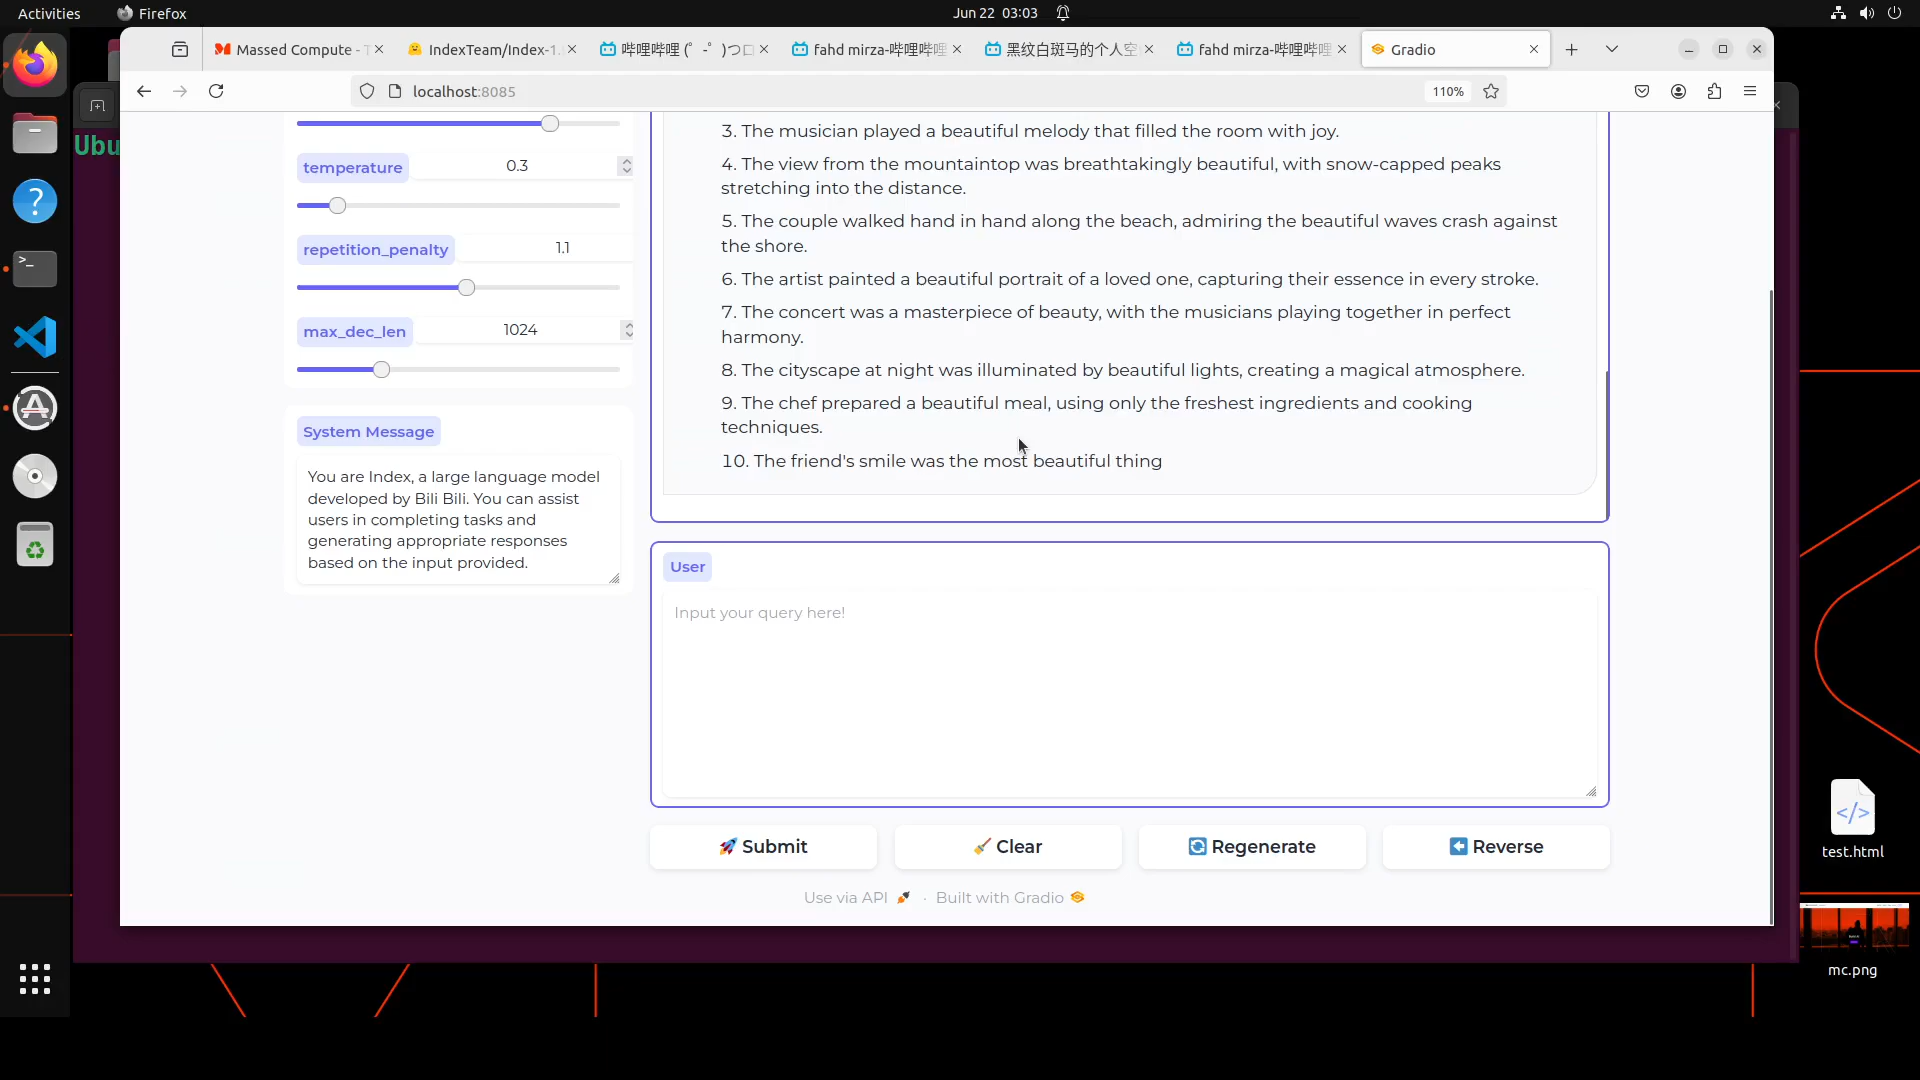 Activities
Firefox
Jun 22 03:03
Massed Compute - T
IndexTeam/Index-1.
哔哩哔哩 (゜-゜)つロ
fahd mirza-哔哩哔哩
黑纹白斑马的个人空
fahd mirza-哔哩哔哩
Gradio
localhost:8085
110%
Ubu
temperature
0.3
repetition_penalty
1.1
max_dec_len
1024
System Message
You are Index, a large language model
developed by Bili Bili. You can assist
users in completing tasks and
generating appropriate responses
based on the input provided.
3. The musician played a beautiful melody that filled the room with joy.
4. The view from the mountaintop was breathtakingly beautiful, with snow-capped peaks
stretching into the distance.
5. The couple walked hand in hand along the beach, admiring the beautiful waves crash against
the shore.
6. The artist painted a beautiful portrait of a loved one, capturing their essence in every stroke.
7. The concert was a masterpiece of beauty, with the musicians playing together in perfect
harmony.
8. The cityscape at night was illuminated by beautiful lights, creating a magical atmosphere.
9. The chef prepared a beautiful meal, using only the freshest ingredients and cooking
techniques.
10. The friend's smile was the most beautiful thing
User
Input your query here!
🚀 Submit
🧹 Clear
🔄 Regenerate
⬅️ Reverse
Use via API 🚀 · Built with Gradio
test.html
mc.png